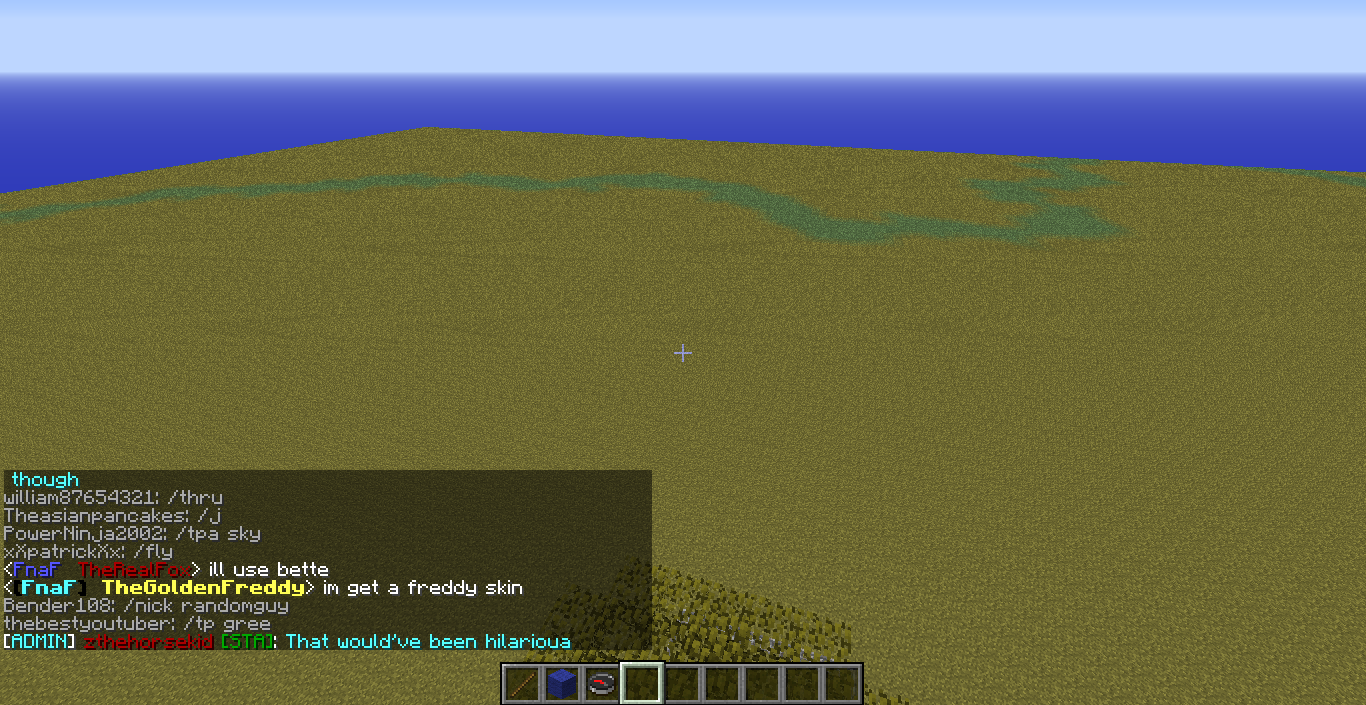 though
william87654321: /thru
Theasianpancakes: /j
PowerNinja2002: /tpa sky
xXpatrickXx: /fly
<FnaF TheRealFox> ill use bette
<[FnaF] TheGoldenFreddy> im get a freddy skin
Bender108: /nick randomguy
thebestyoutuber: /tp gree
[ADMIN] zthehorsekid [STA]: That would've been hilarioua